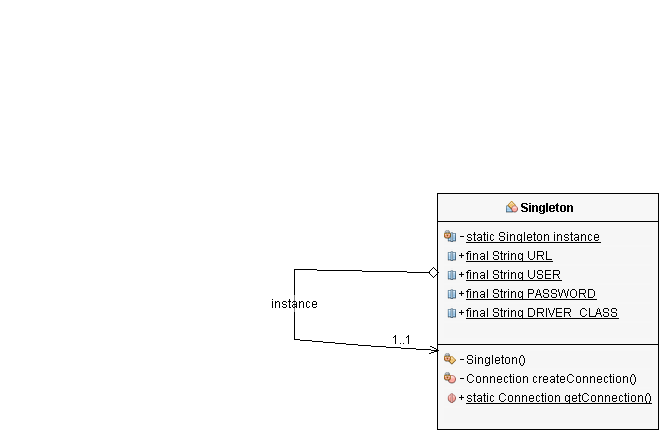 Singleton
- static Singleton instance
+ final String URL
+ final String USER
+ final String PASSWORD
+ final String DRIVER_CLASS
instance
1..1
- Singleton()
- Connection createConnection()
+ static Connection getConnection()